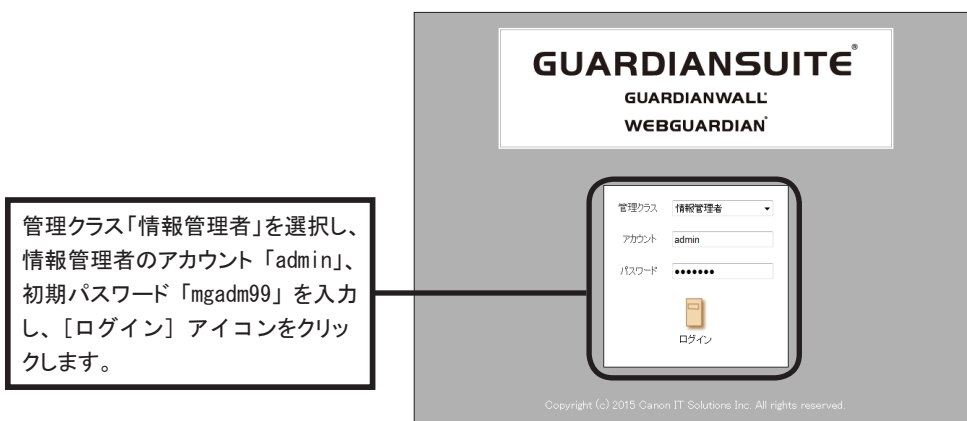 GUARDIANSUITE®
GUARDIANWALL
WEBGUARDIAN
管理クラス「情報管理者」を選択し、
情報管理者のアカウント「admin」、
初期パスワード「mgadm99」を入力
し、［ログイン］アイコンをクリッ
クします。
管理クラス 情報管理者
アカウント admin
パスワード ●●●●●●●
ログイン
Copyright (c) 2015 Canon IT Solutions Inc. All rights reserved.